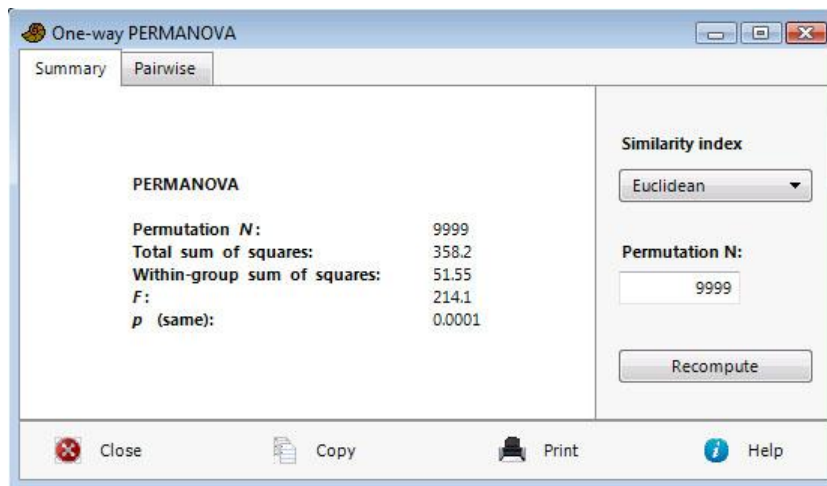 One-way PERMANOVA
Summary Pairwise
PERMANOVA
Permutation N: 9999
Total sum of squares: 358.2
Within-group sum of squares: 51.55
F: 214.1
p (same): 0.0001
Similarity index
Euclidean
Permutation N:
9999
Recompute
Close Copy Print Help